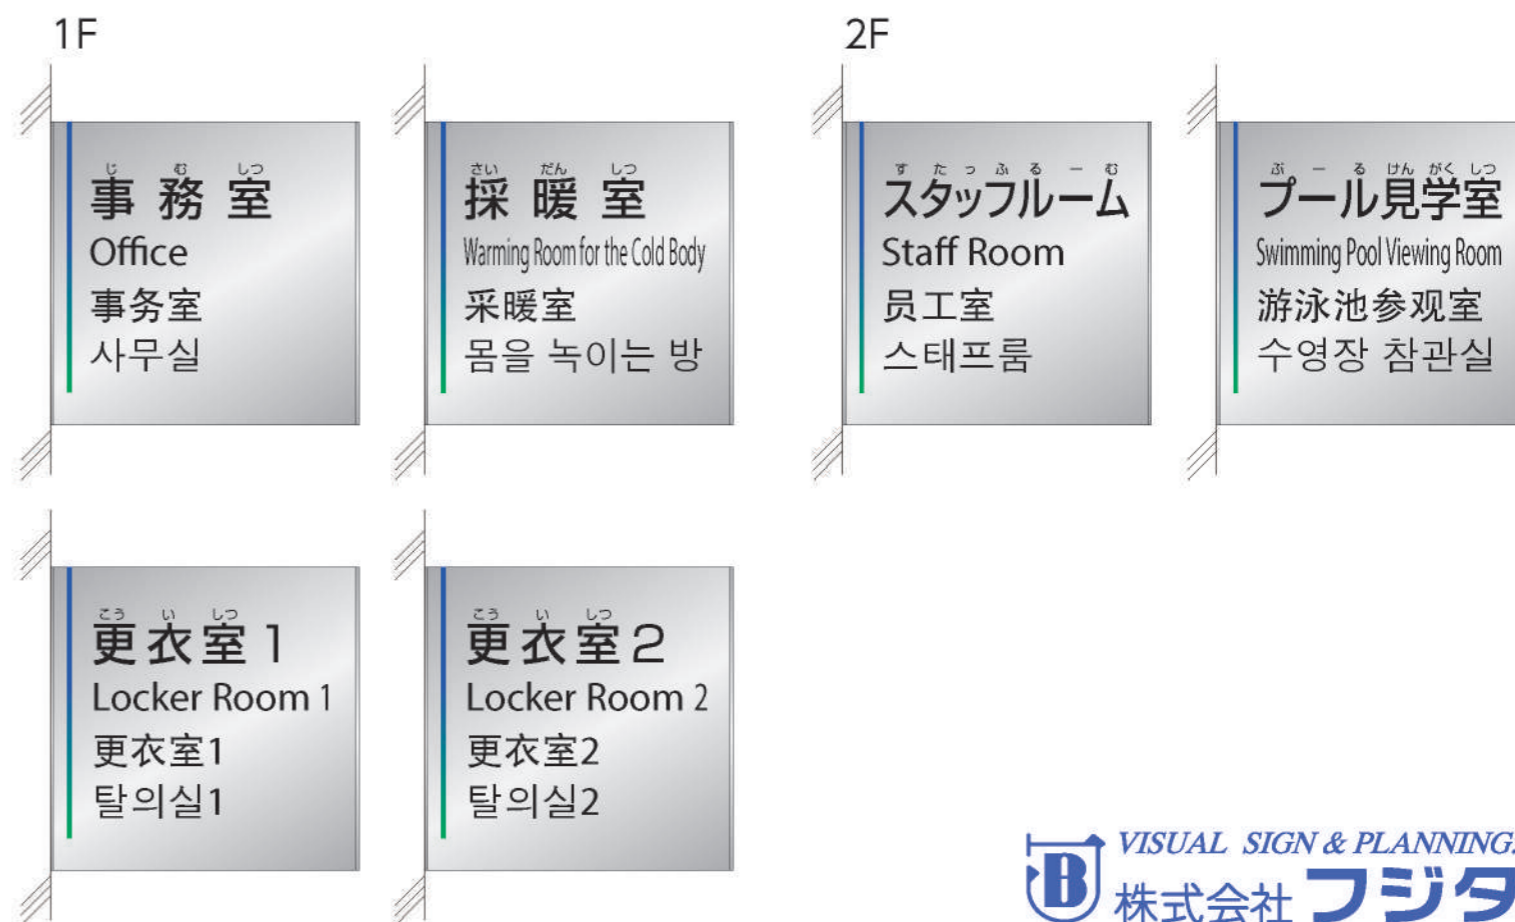 1F
じ む しつ
事務室
Office
事务室
사무실
さい だん しつ
採暖室
Warming Room for the Cold Body
采暖室
몸을 녹이는 방
こう い しつ
更衣室1
Locker Room 1
更衣室1
탈의실1
こう い しつ
更衣室2
Locker Room 2
更衣室2
탈의실2
2F
すたっふるーむ
スタッフルーム
Staff Room
员工室
스태프룸
ぷーる けん がく しつ
プール見学室
Swimming Pool Viewing Room
游泳池参观室
수영장 참관실
VISUAL SIGN & PLANNING.
株式会社フジタ